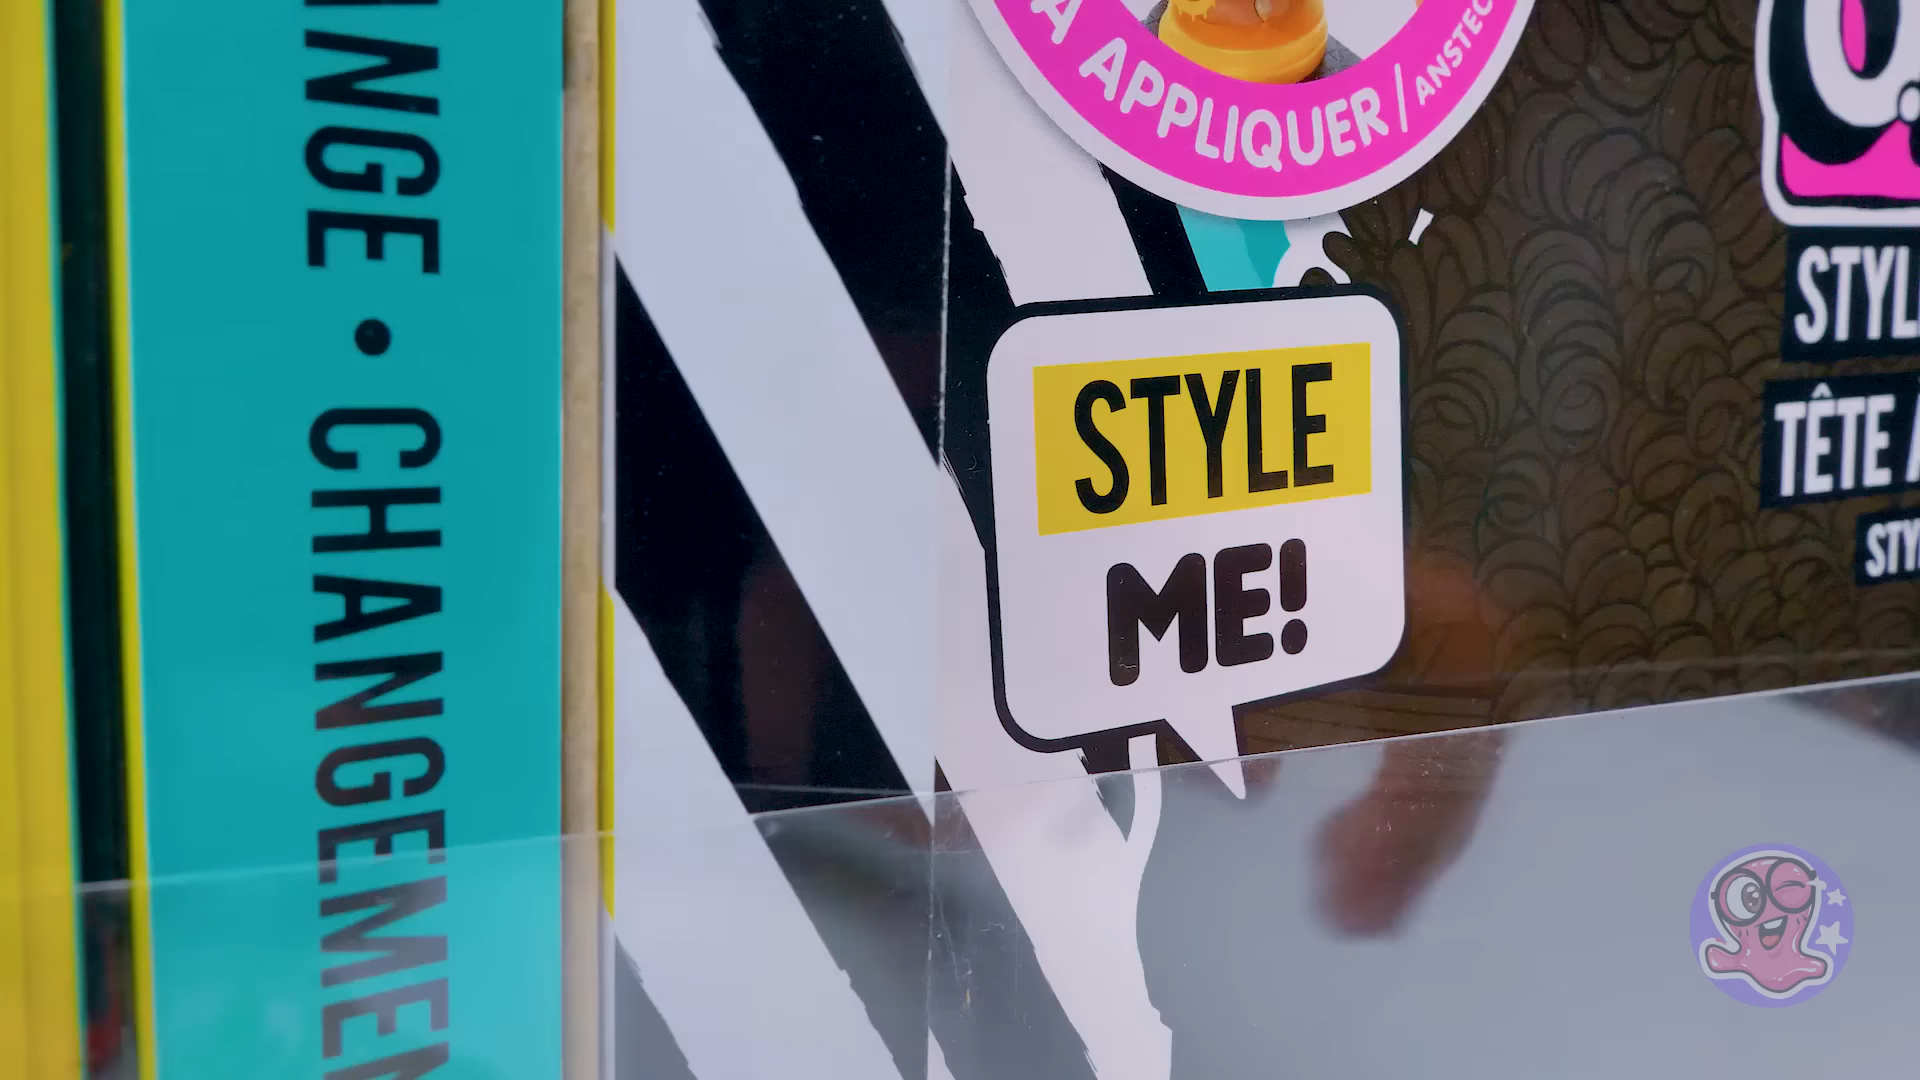 NGE • CHANGEMEN
À APPLIQUER / ANSTEC
STYLE
ME!
STYL
TÊTE À
STY